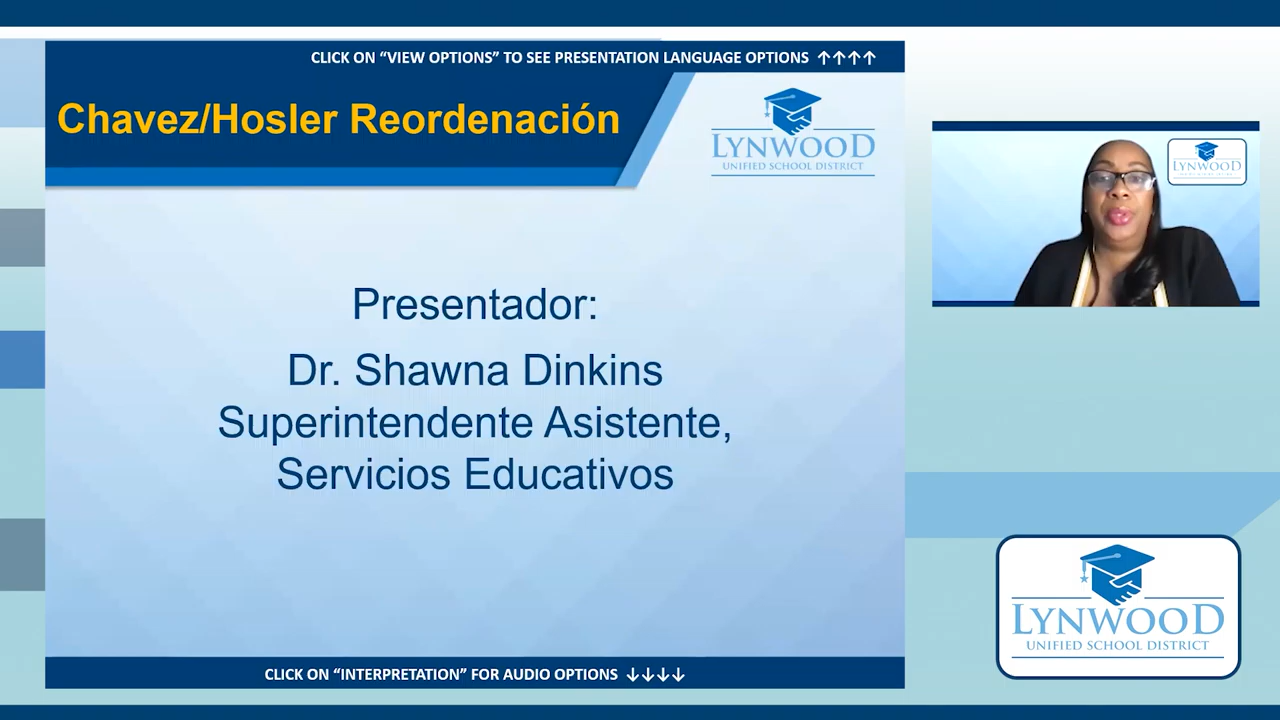 CLICK ON “VIEW OPTIONS” TO SEE PRESENTATION LANGUAGE OPTIONS ↑↑↑↑
Chavez/Hosler Reordenación
LYNWOOD
UNIFIED SCHOOL DISTRICT
Presentador:
Dr. Shawna Dinkins
Superintendente Asistente,
Servicios Educativos
CLICK ON “INTERPRETATION” FOR AUDIO OPTIONS ↓↓↓↓
LYNWOOD
LYNWOOD
UNIFIED SCHOOL DISTRICT